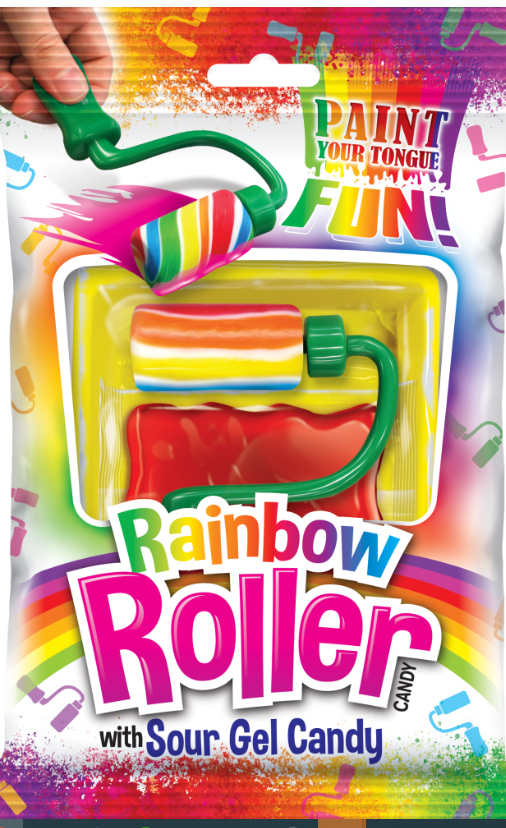 PAINT
YOUR TONGUE
FUN!
Rainbow
Roller
CANDY
with Sour Gel Candy